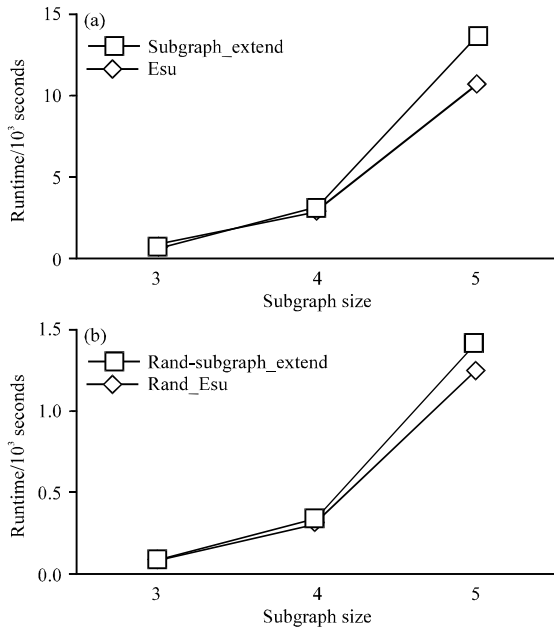 15
(a)
Subgraph_extend
Esu
10
5
0
Runtime/10³ seconds
3 4 5
Subgraph size
1.5
(b)
Rand-subgraph_extend
Rand_Esu
1.0
0.5
0.0
Runtime/10³ seconds
3 4 5
Subgraph size